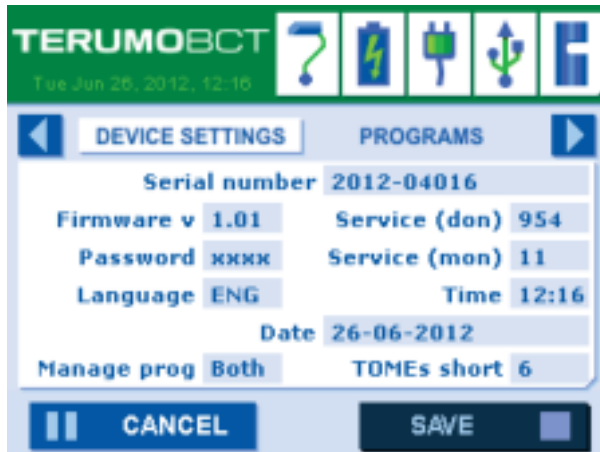 TERUMOBCT
Tue Jun 26, 2012, 12:16
DEVICE SETTINGS PROGRAMS
Serial number 2012-04016
Firmware v 1.01 Service (don) 954
Password xxxx Service (mon) 11
Language ENG Time 12:16
Date 26-06-2012
Manage prog Both TOMEs short 6
CANCEL SAVE